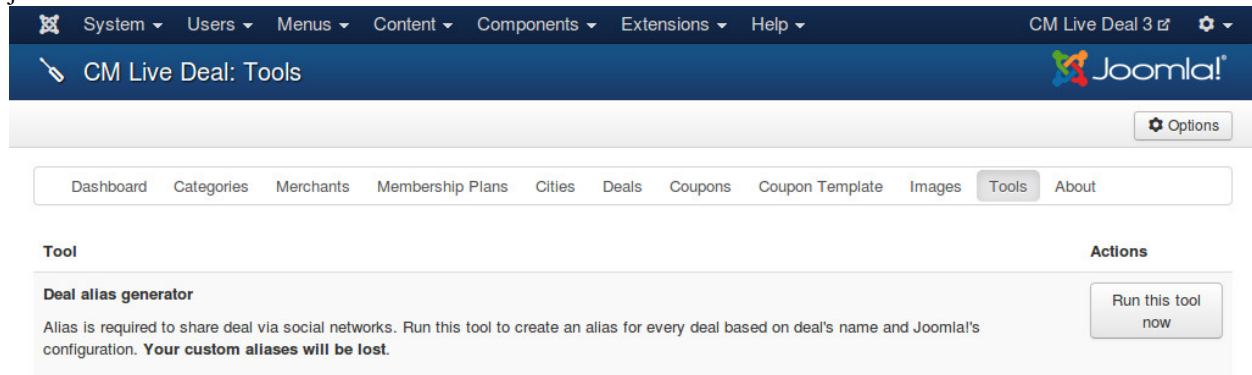 System Users Menus Content Components Extensions Help CM Live Deal 3
CM Live Deal: Tools Joomla!
Options
Dashboard Categories Merchants Membership Plans Cities Deals Coupons Coupon Template Images Tools About
Tool Actions
Deal alias generator
Run this tool now
Alias is required to share deal via social networks. Run this tool to create an alias for every deal based on deal's name and Joomla!'s
configuration. Your custom aliases will be lost.